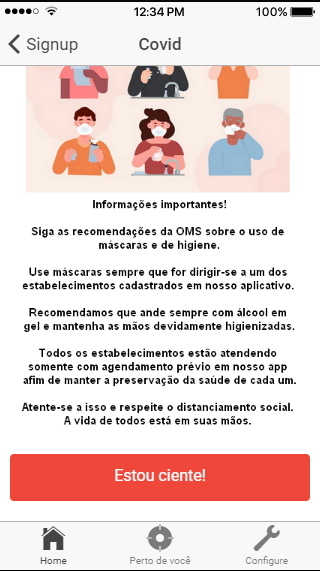 12:34 PM
100%
Signup
Covid
Informações importantes!
Siga as recomendações da OMS sobre o uso de
máscaras e de higiene.
Use máscaras sempre que for dirigir-se a um dos
estabelecimentos cadastrados em nosso aplicativo.
Recomendamos que ande sempre com álcool em
gel e mantenha as mãos devidamente higienizadas.
Todos os estabelecimentos estão atendendo
somente com agendamento prévio em nosso app
afim de manter a preservação da saúde de cada um.
Atente-se a isso e respeite o distanciamento social.
A vida de todos está em suas mãos.
Estou ciente!
Home
Perto de você
Configure